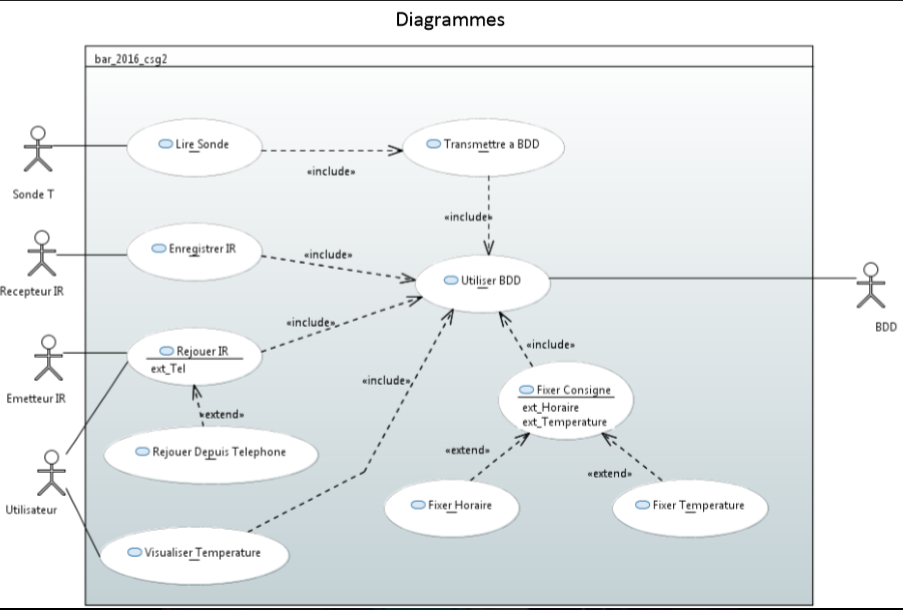 Diagrammes
bar_2016_csg2
Lire Sonde
Transmettre a BDD
«include»
Sonde T
«include»
Enregistrer IR
«include»
Utiliser BDD
Recepteur IR
BDD
«include»
Rejouer IR
ext_Tel
«include»
Emetteur IR
«include»
Fixer Consigne
ext_Horaire
ext_Temperature
«extend»
Rejouer Depuis Telephone
«extend»
«extend»
Utilisateur
Fixer Horaire
Fixer Temperature
Visualiser Temperature